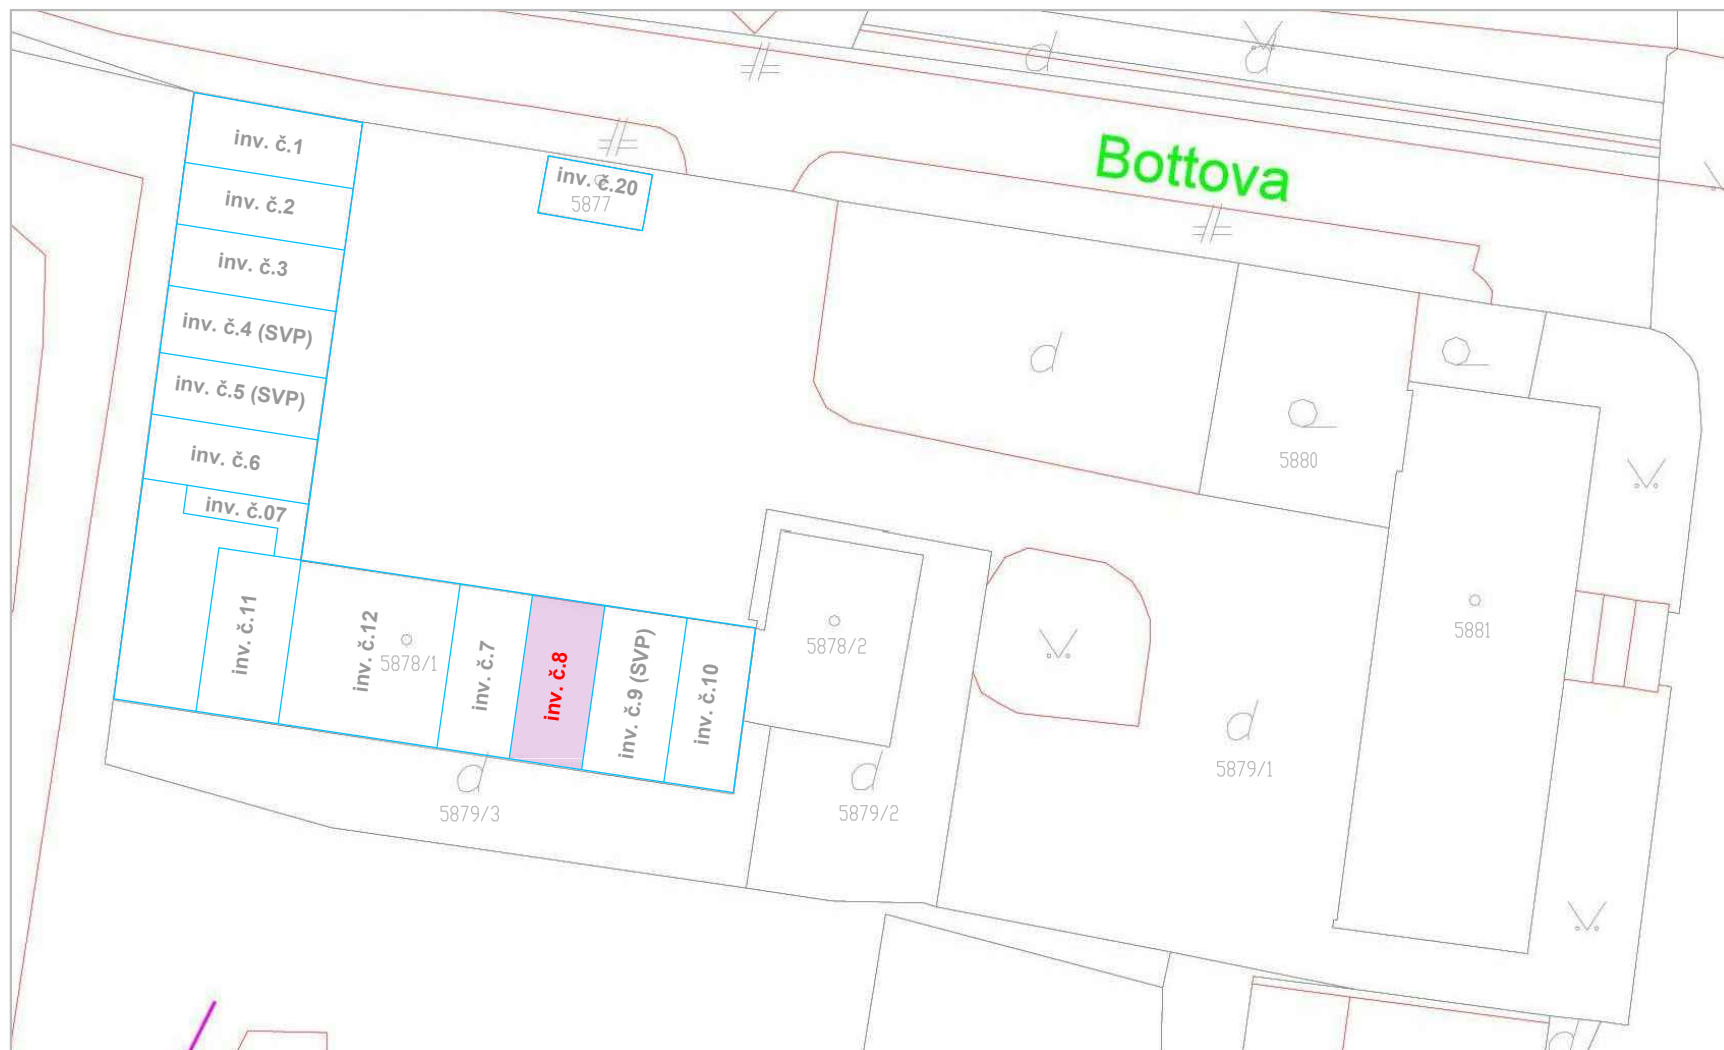 Bottova
inv. č.1
inv. č.2
inv. č.20
5877
inv. č.3
inv. č.4 (SVP)
inv. č.5 (SVP)
inv. č.6
5880
inv. č.07
inv. č.11
inv. č.12
5878/1
inv. č.7
inv. č.8
inv. č.9 (SVP)
inv. č.10
5878/2
5881
5879/1
5879/3
5879/2